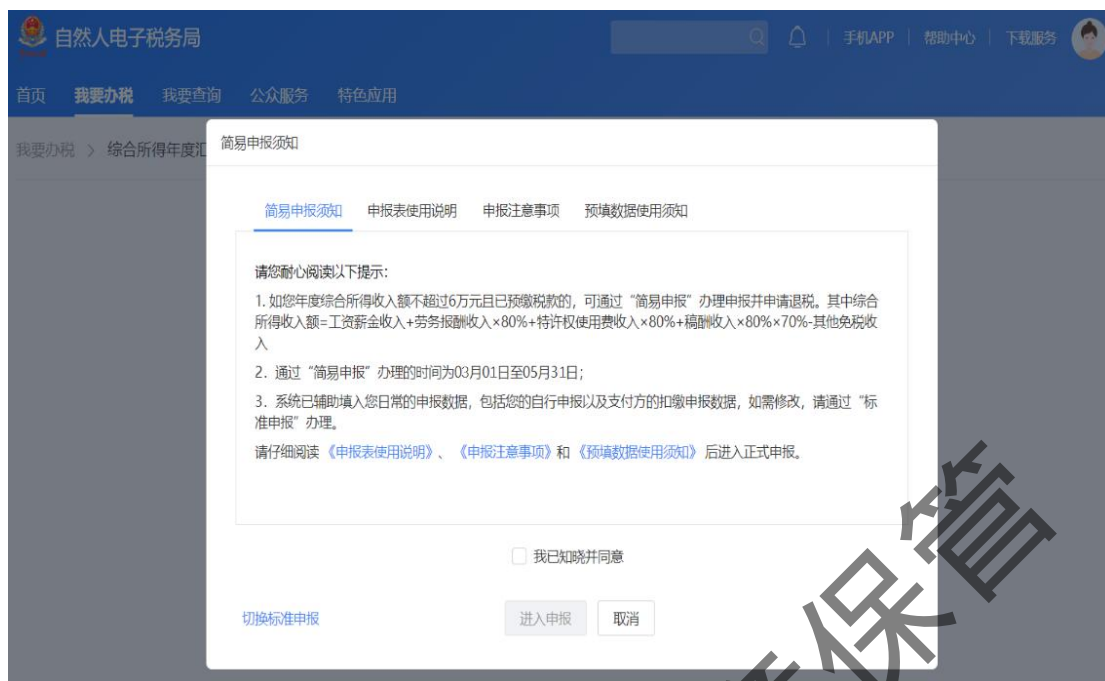 自然人电子税务局
手机APP | 帮助中心 | 下载服务
首页 我要办税 我要查询 公众服务 特色应用
我要办税 > 综合所得年度汇
简易申报须知
简易申报须知 申报表使用说明 申报注意事项 预填数据使用须知
请您耐心阅读以下提示：
1. 如您年度综合所得收入额不超过6万元且已预缴税款的，可通过“简易申报”办理申报并申请退税。其中综合
所得收入额=工资薪金收入+劳务报酬收入×80%+特许权使用费收入×80%+稿酬收入×80%×70%-其他免税收
入
2. 通过“简易申报”办理的时间为03月01日至05月31日；
3. 系统已辅助填入您日常的申报数据，包括您的自行申报以及支付方的扣缴申报数据，如需修改，请通过“标
准申报”办理。
请仔细阅读《申报表使用说明》、《申报注意事项》和《预填数据使用须知》后进入正式申报。
我已知晓并同意
切换标准申报 进入申报 取消
保管